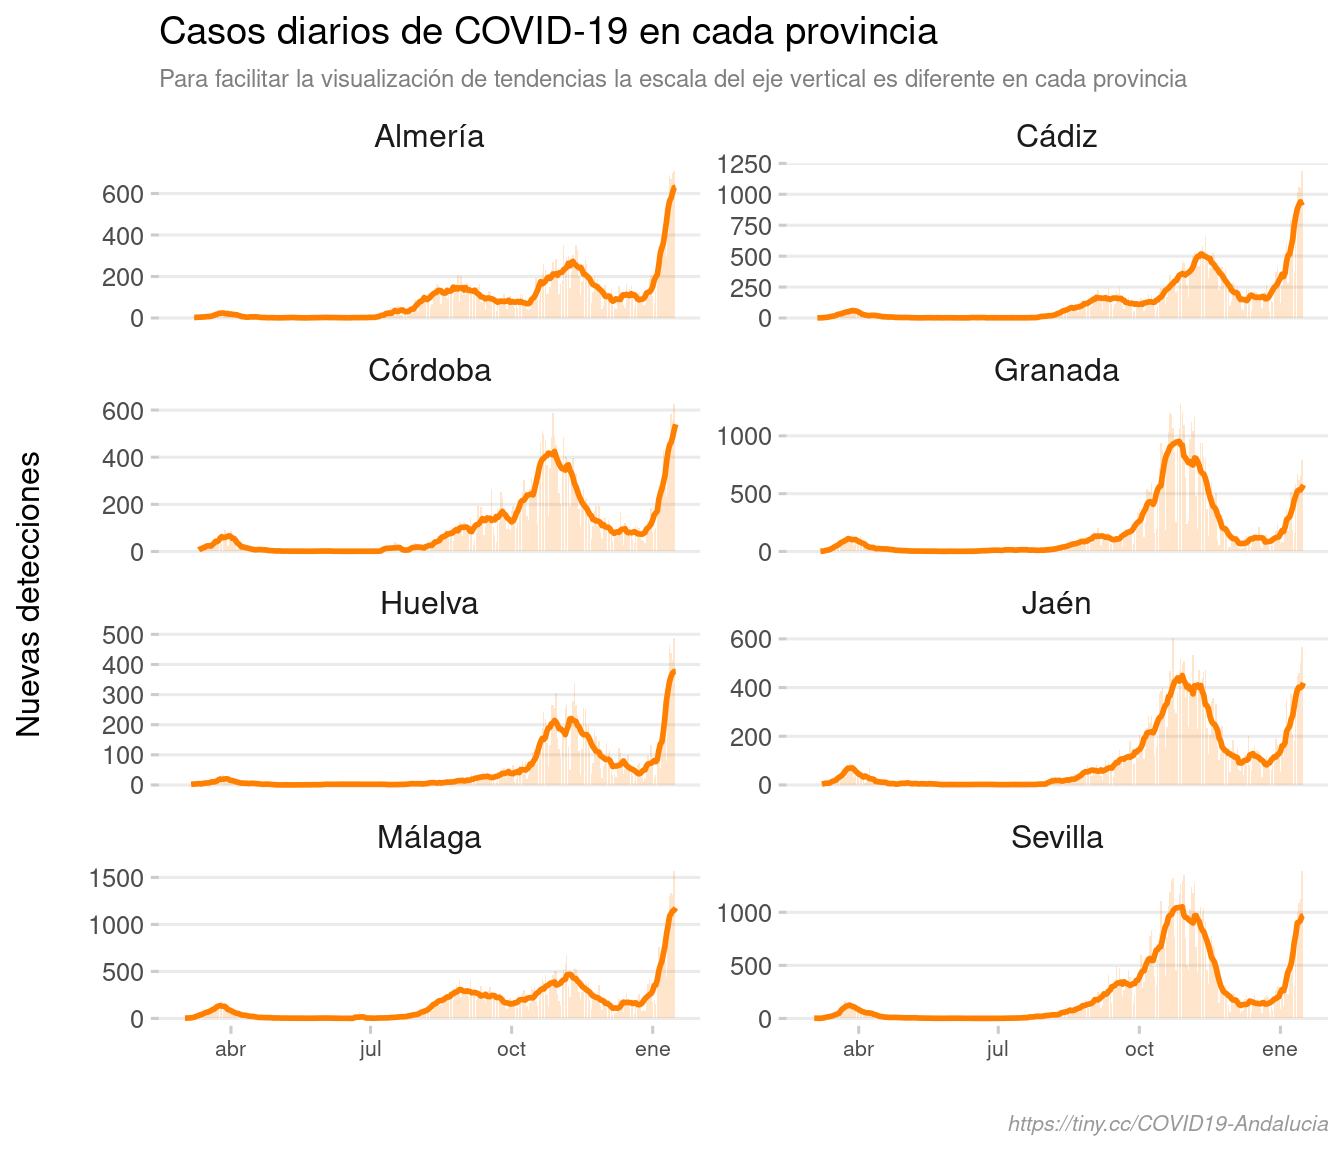 Casos diarios de COVID-19 en cada provincia
Para facilitar la visualización de tendencias la escala del eje vertical es diferente en cada provincia
Nuevas detecciones
Almería
600
400
200
0
Cádiz
1250
1000
750
500
250
0
Córdoba
600
400
200
0
Granada
1000
500
0
Huelva
500
400
300
200
100
0
Jaén
600
400
200
0
Málaga
1500
1000
500
0
abr jul oct ene
Sevilla
1000
500
0
abr jul oct ene
https://tiny.cc/COVID19-Andalucia